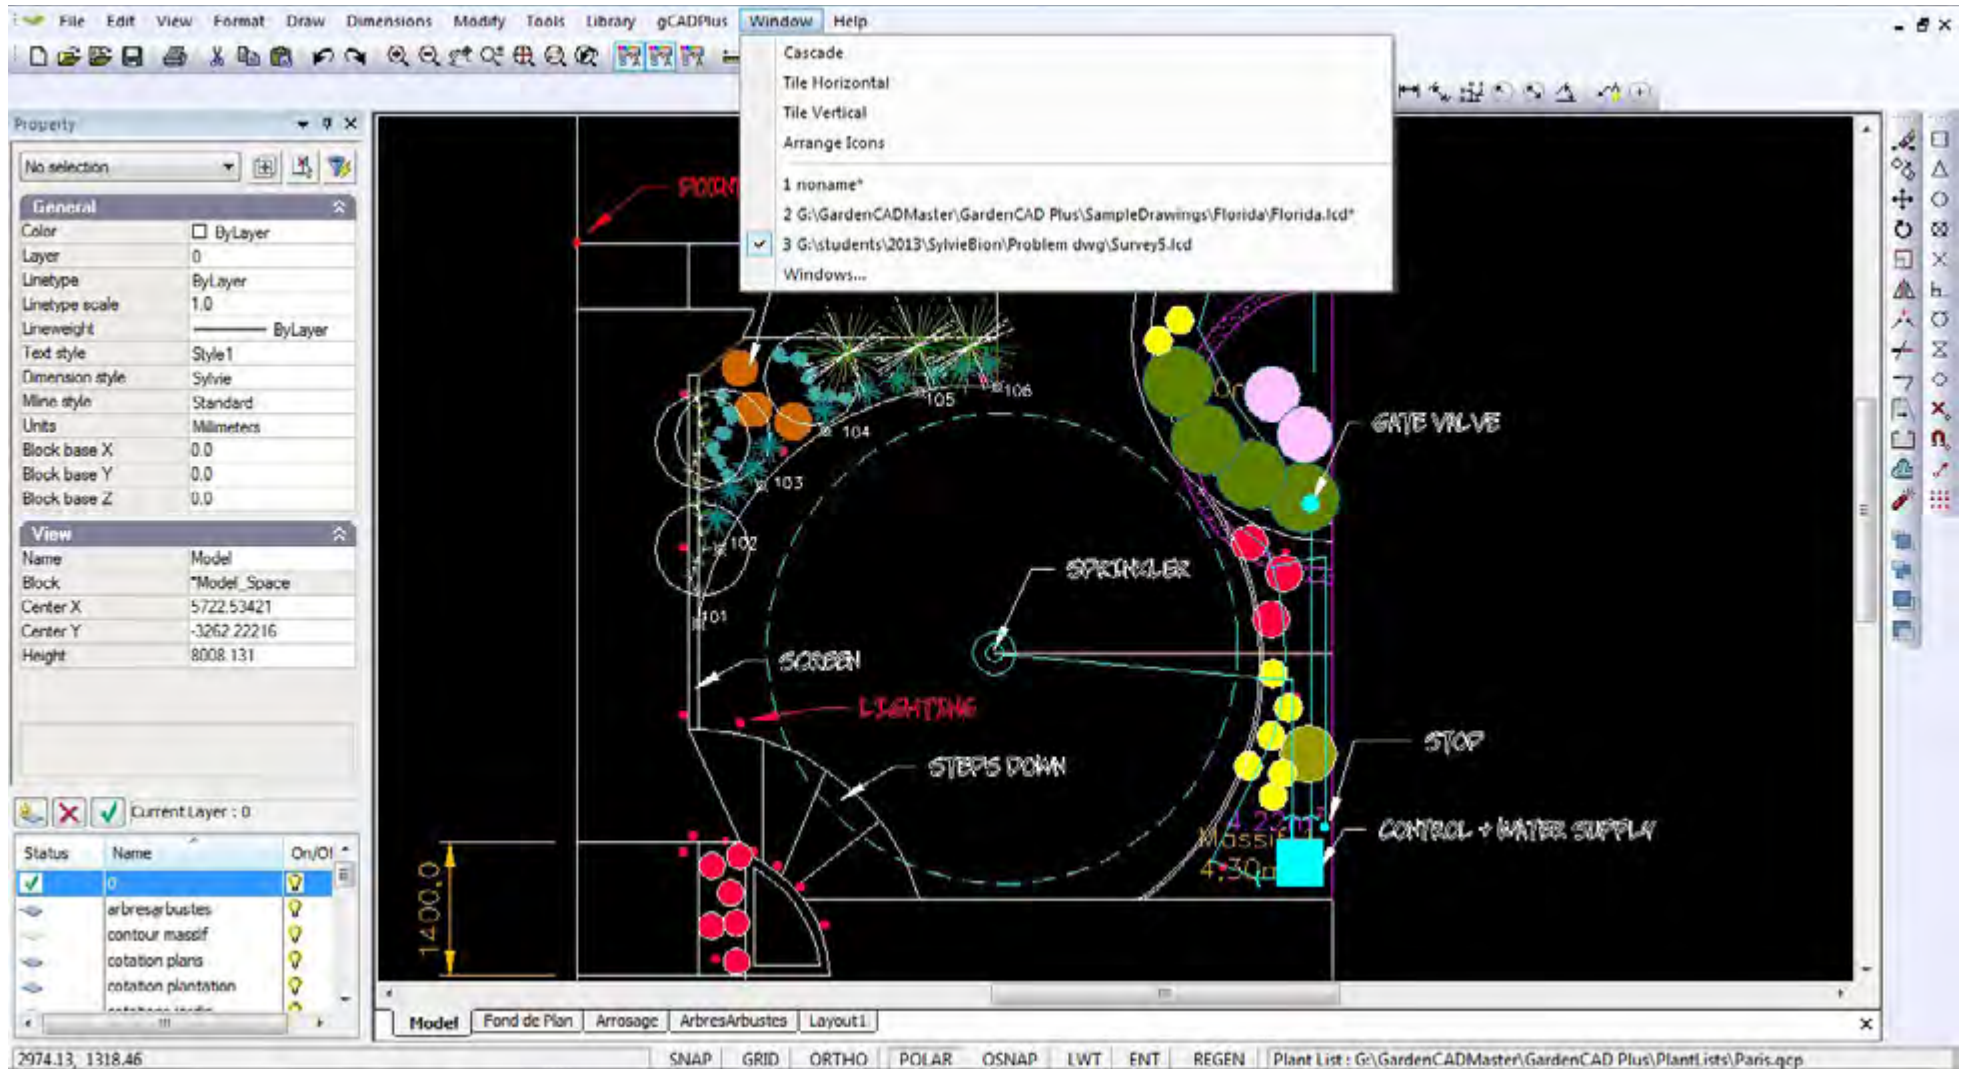 File Edit View Format Draw Dimensions Modify Tools Library gCADPlus Window Help
Cascade
Tile Horizontal
Tile Vertical
Arrange Icons
1 noname*
2 G:\GardenCADMaster\GardenCAD Plus\SampleDrawings\Florida\Florida.lcd*
3 G:\students\2013\SylvieBion\Problem dwg\Survey5.lcd
Windows...
Property
No selection
General
Color ByLayer
Layer 0
Linetype ByLayer
Linetype scale 1.0
Lineweight ByLayer
Text style Style1
Dimension style Sylvie
Mline style Standard
Units Millimeters
Block base X 0.0
Block base Y 0.0
Block base Z 0.0
View
Name Model
Block *Model_Space
Center X 5722.53421
Center Y -3262.22216
Height 8008.131
Current Layer : 0
Status Name On/Of
0
arbresarbustes
contour massif
cotation plans
cotation plantation
106
105
104
103
102
101
GATE VALVE
SPRINKLER
SCREEN
LIGHTING
STEPS DOWN
STOP
CONTROL + WATER SUPPLY
1400,0
Model Fond de Plan Arrosage ArbresArbustes Layout1
2974.13, 1318.46 SNAP GRID ORTHO POLAR OSNAP LWT ENT REGEN Plant List : G:\GardenCADMaster\GardenCAD Plus\PlantLists\Paris.gcp